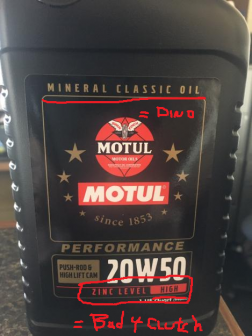 MINERAL CLASSIC OIL
= DINO
MOTUL
MOTUL
since 1853
PERFORMANCE
PUSH-ROD &
HIGH LIFT CAM
20W50
ZINC LEVEL HIGH
= Bad 4 Clutch